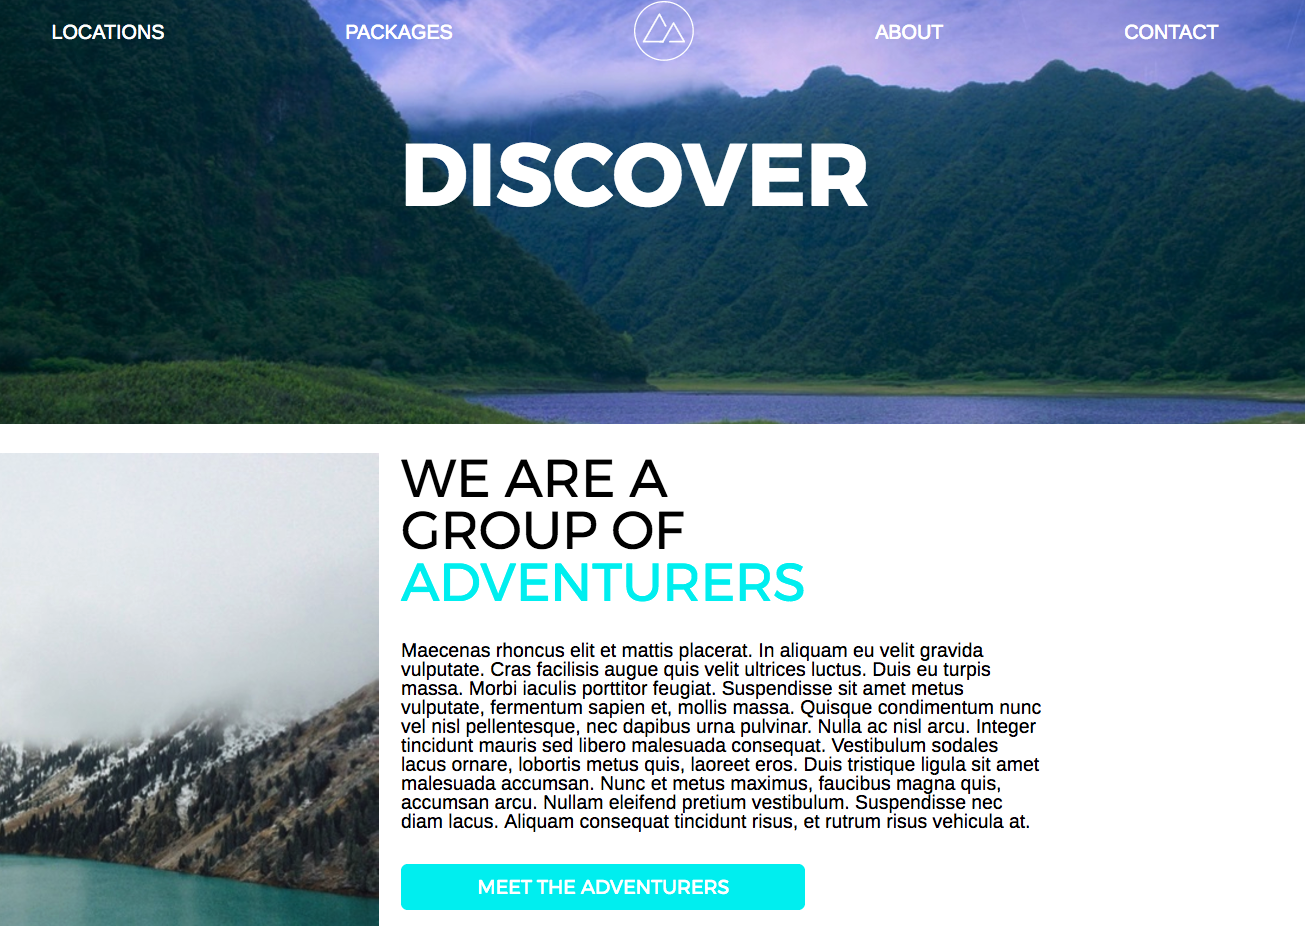 LOCATIONS PACKAGES ABOUT CONTACT
DISCOVER
WE ARE A
GROUP OF
ADVENTURERS
Maecenas rhoncus elit et mattis placerat. In aliquam eu velit gravida
vulputate. Cras facilisis augue quis velit ultrices luctus. Duis eu turpis
massa. Morbi iaculis porttitor feugiat. Suspendisse sit amet metus
vulputate, fermentum sapien et, mollis massa. Quisque condimentum nunc
vel nisl pellentesque, nec dapibus urna pulvinar. Nulla ac nisl arcu. Integer
tincidunt mauris sed libero malesuada consequat. Vestibulum sodales
lacus ornare, lobortis metus quis, laoreet eros. Duis tristique ligula sit amet
malesuada accumsan. Nunc et metus maximus, faucibus magna quis,
accumsan arcu. Nullam eleifend pretium vestibulum. Suspendisse nec
diam lacus. Aliquam consequat tincidunt risus, et rutrum risus vehicula at.
MEET THE ADVENTURERS